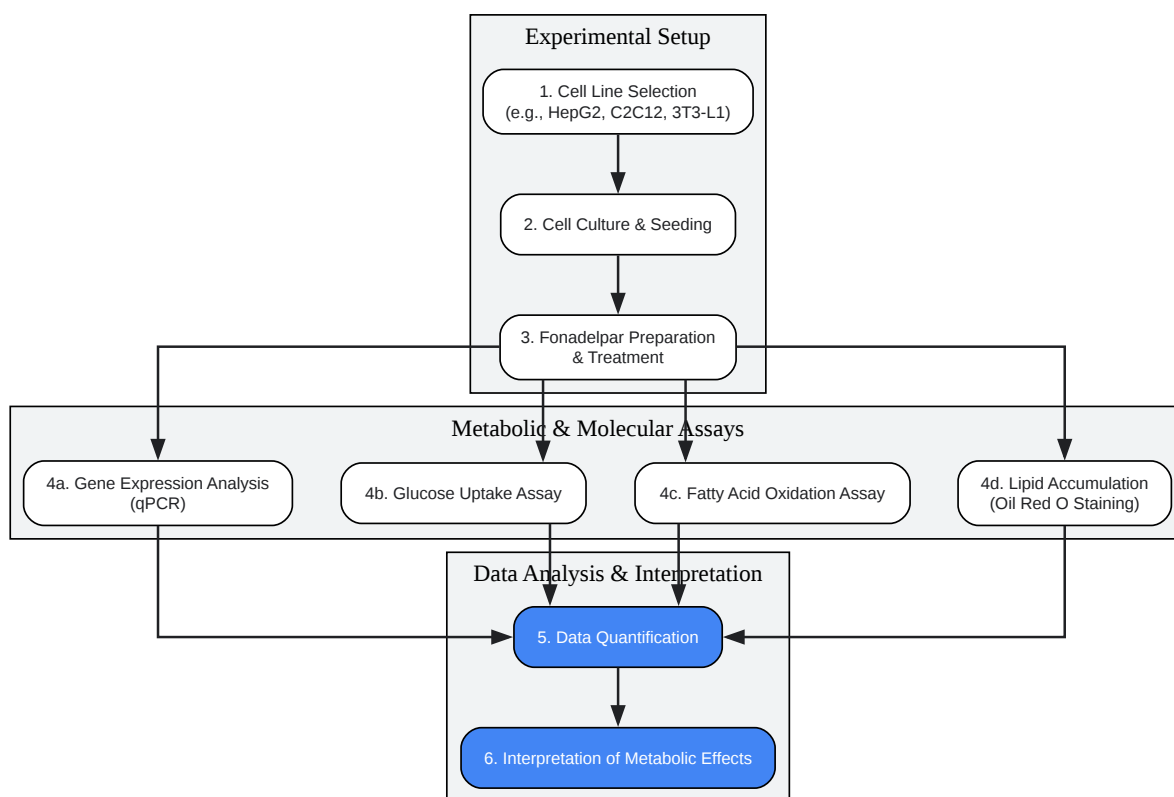 Experimental Setup
1. Cell Line Selection
(e.g., HepG2, C2C12, 3T3-L1)
2. Cell Culture & Seeding
3. Fonadelpar Preparation
& Treatment
Metabolic & Molecular Assays
4a. Gene Expression Analysis
(qPCR)
4b. Glucose Uptake Assay
4c. Fatty Acid Oxidation Assay
4d. Lipid Accumulation
(Oil Red O Staining)
Data Analysis & Interpretation
5. Data Quantification
6. Interpretation of Metabolic Effects